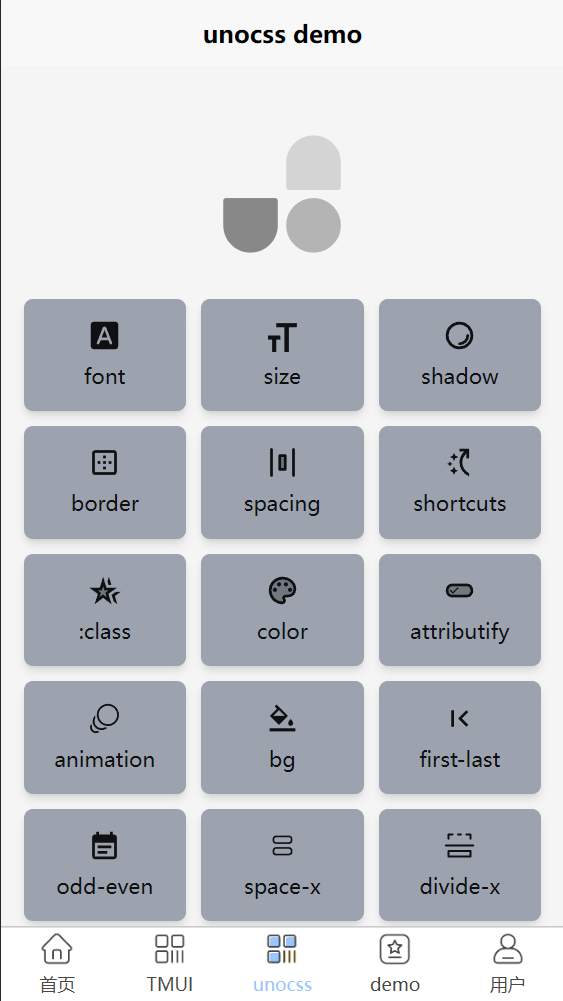 unocss demo
font
size
shadow
border
spacing
shortcuts
:class
color
attributify
animation
bg
first-last
odd-even
space-x
divide-x
首页
TMUI
unocss
demo
用户